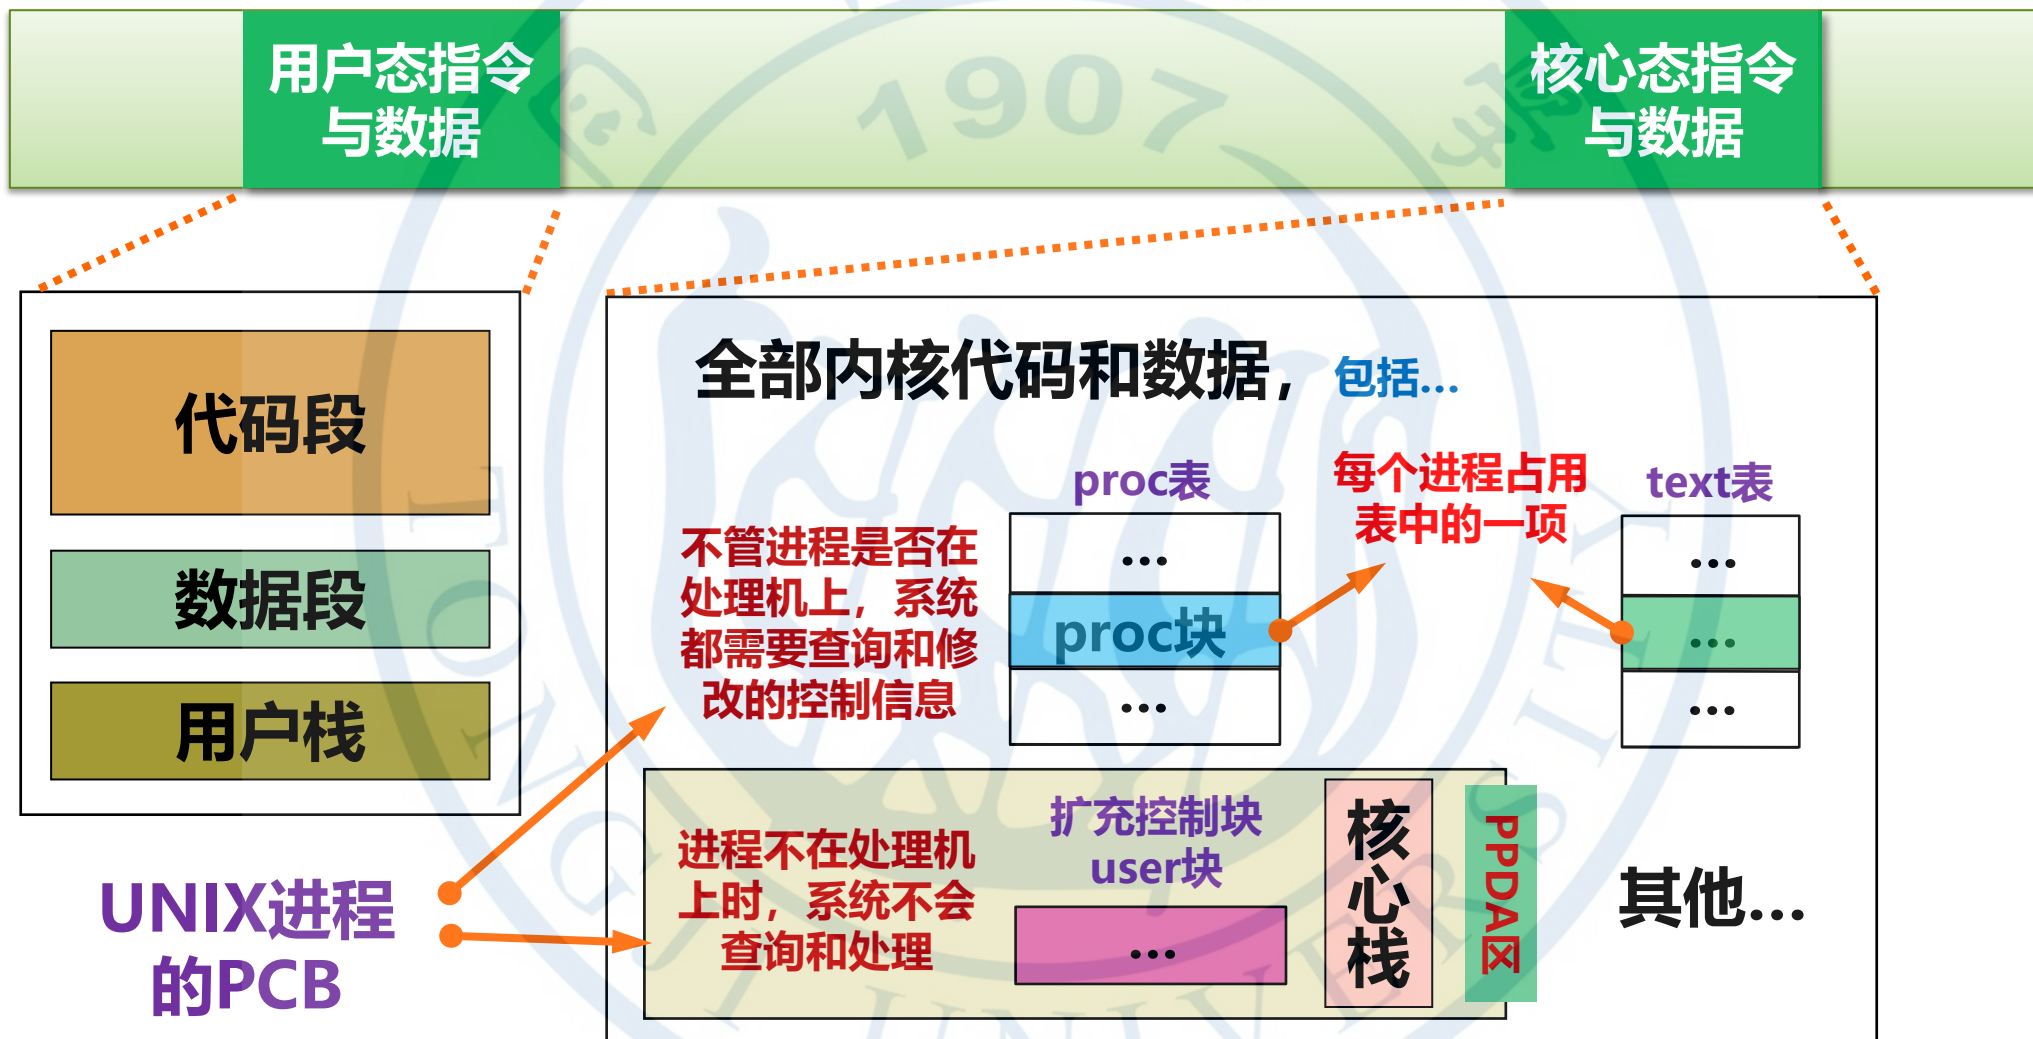 用户态指令
与数据
核心态指令
与数据
1907
代码段
数据段
用户栈
UNIX进程
的PCB
全部内核代码和数据，包括...
不管进程是否在
处理机上，系统
都需要查询和修
改的控制信息
proc表
...
proc块
...
每个进程占用
表中的一项
text表
...
...
...
进程不在处理机
上时，系统不会
查询和处理
扩充控制块
user块
...
核心栈
PPDA区
其他...
TONGJI UNIVERSITY